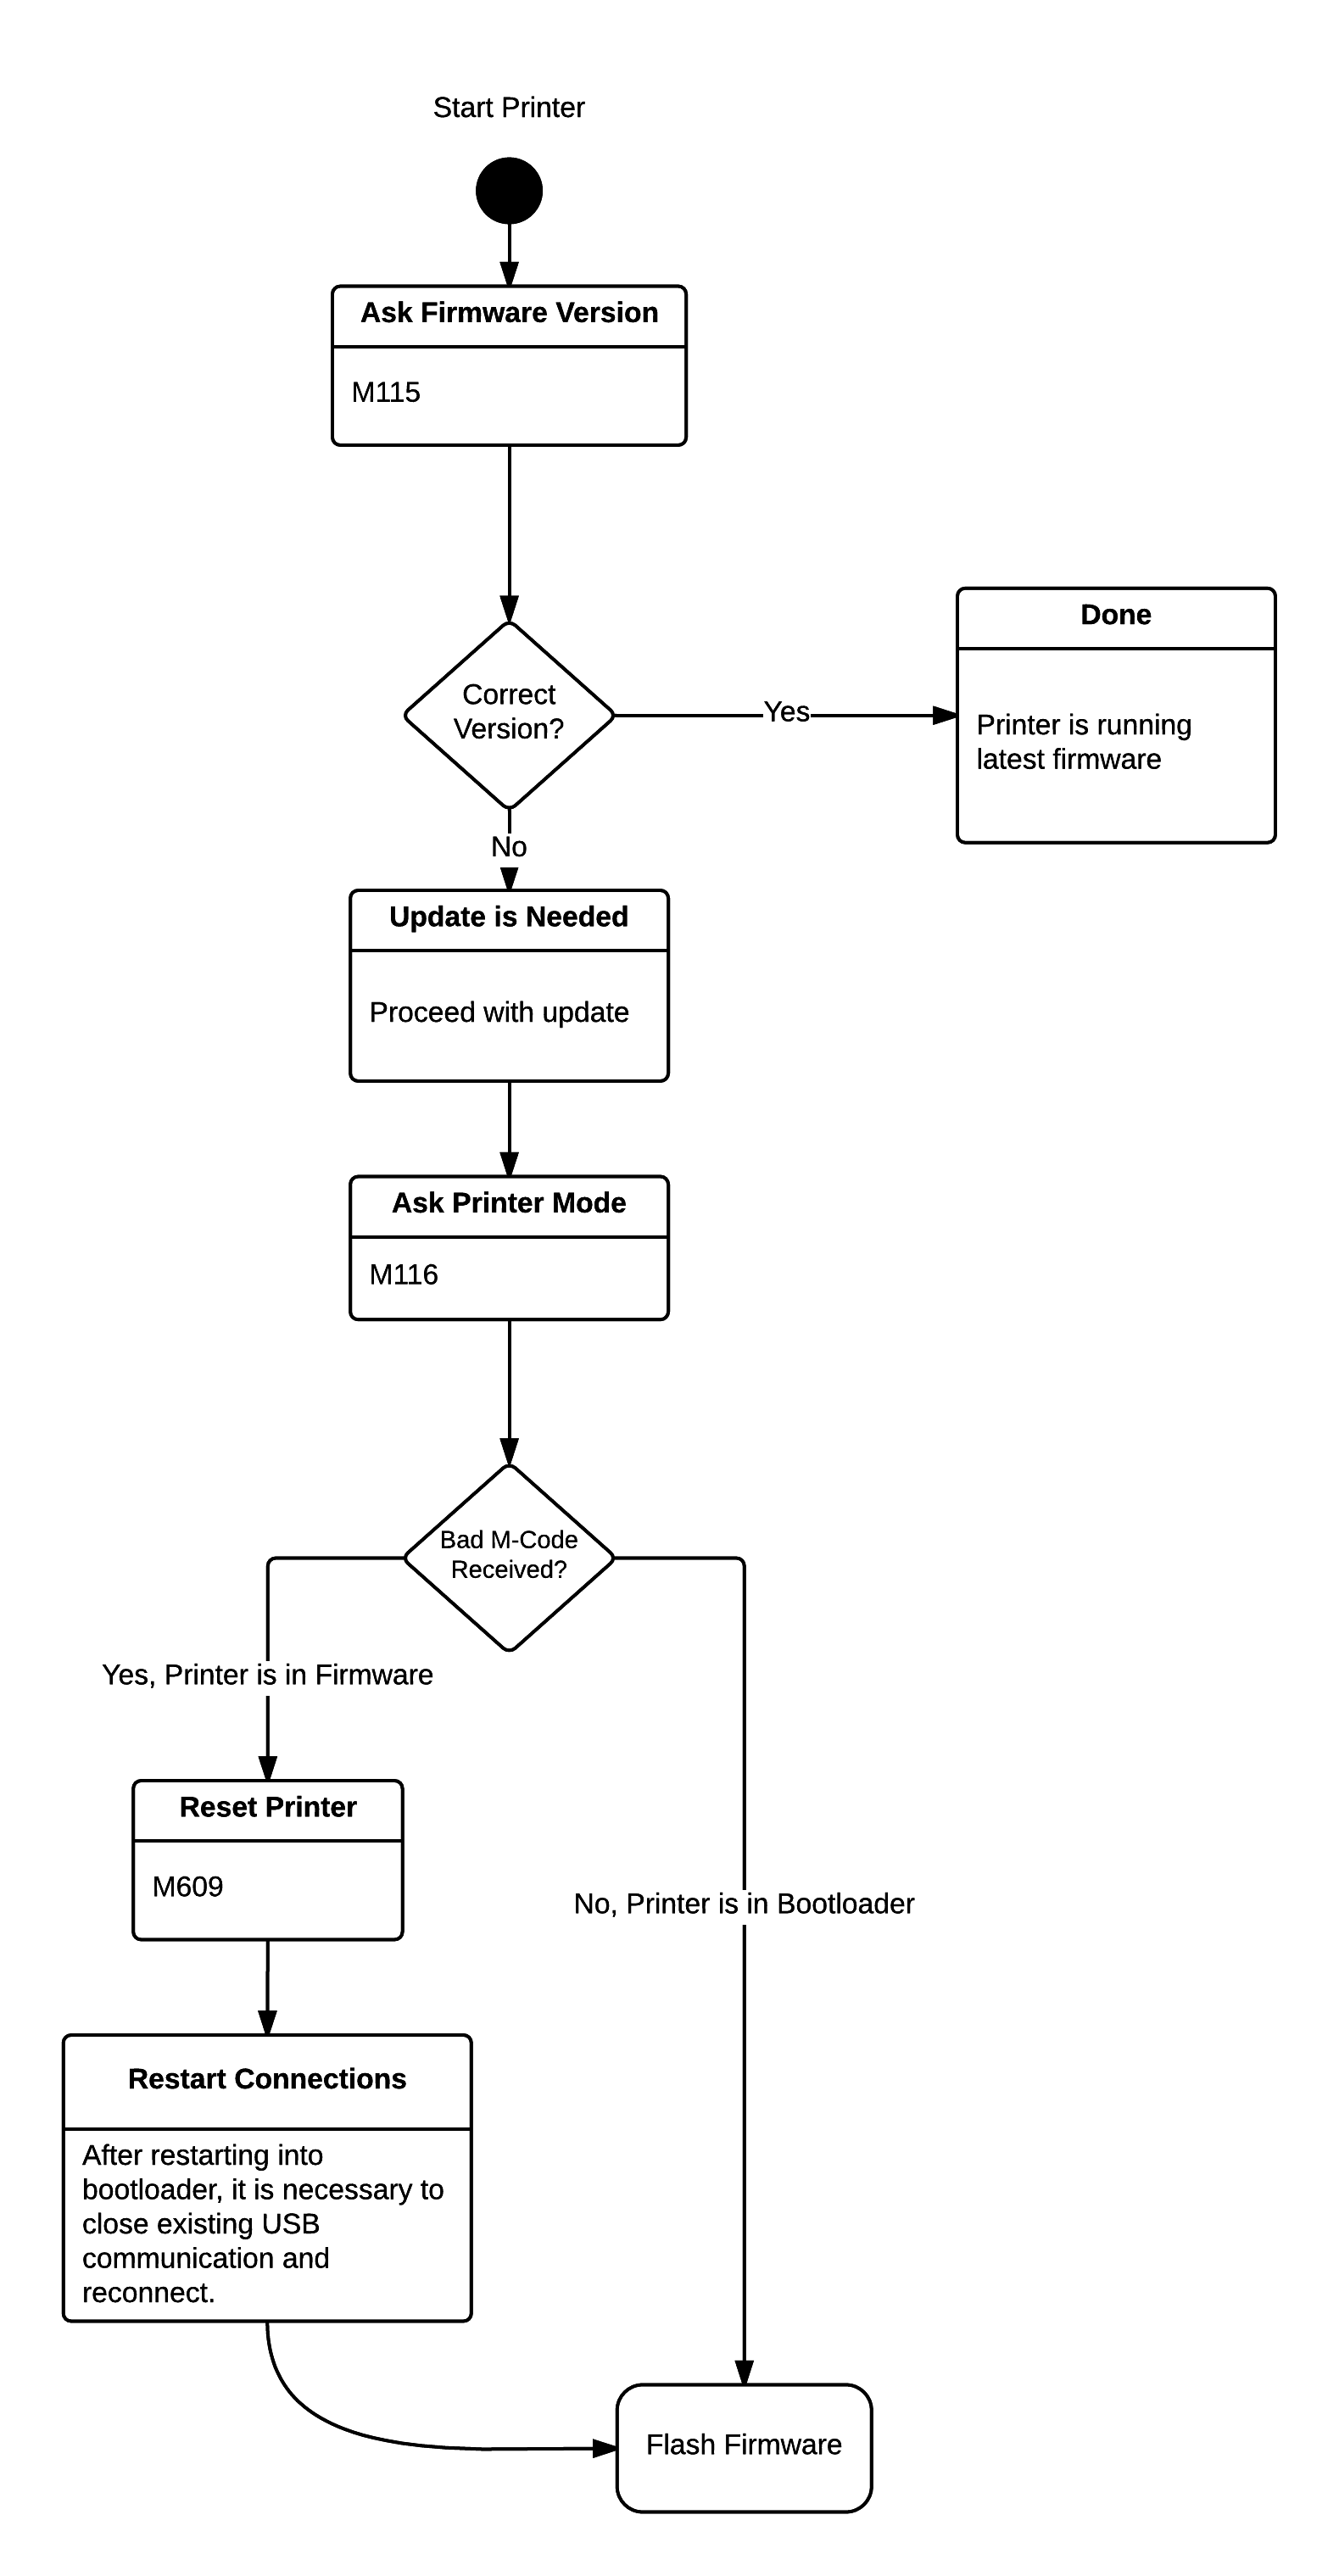 Start Printer
Ask Firmware Version
M115
Correct
Version?
Yes
Done
Printer is running
latest firmware
No
Update is Needed
Proceed with update
Ask Printer Mode
M116
Bad M-Code
Received?
Yes, Printer is in Firmware
Reset Printer
M609
No, Printer is in Bootloader
Restart Connections
After restarting into
bootloader, it is necessary to
close existing USB
communication and
reconnect.
Flash Firmware